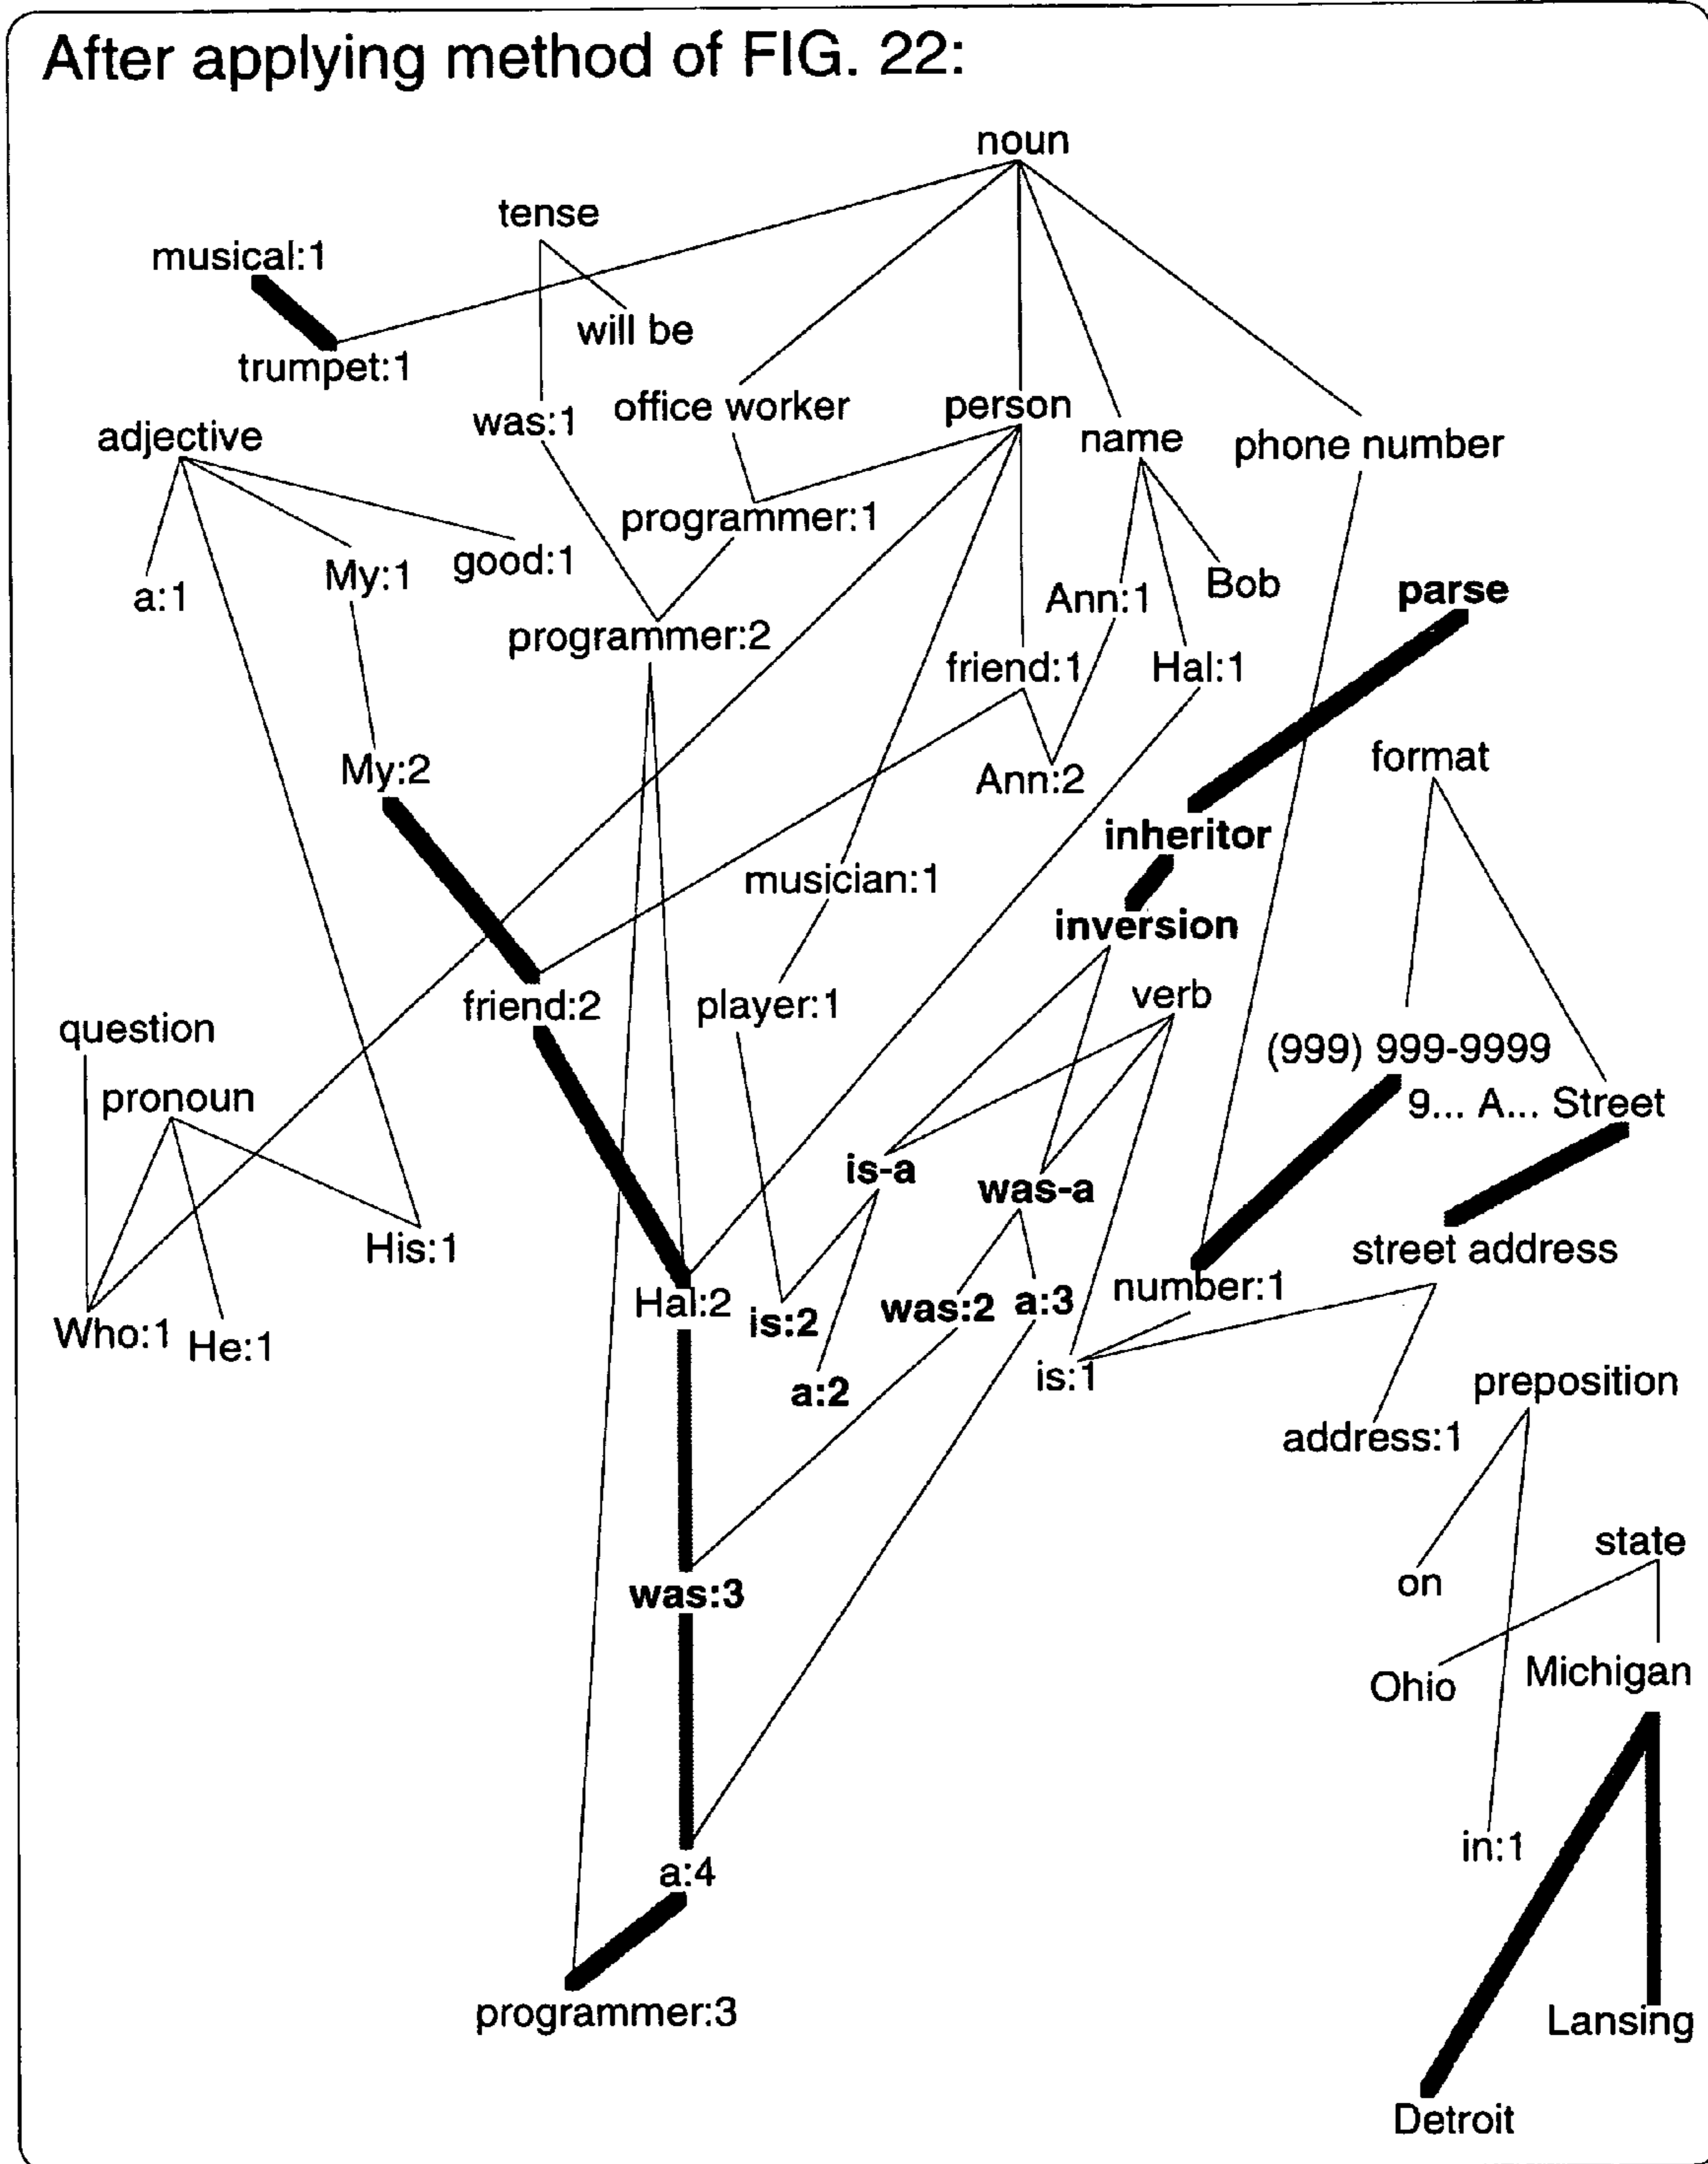 After applying method of FIG. 22:
noun
tense
musical:1
will be
trumpet:1
office worker
person
was:1
adjective
name
phone number
programmer:1
good:1
My:1
a:1
Ann:1
Bob
parse
programmer:2
friend:1
Hal:1
format
My:2
Ann:2
inheritor
musician:1
inversion
verb
friend:2
player:1
question
(999) 999-9999
pronoun
9... A... Street
is-a
was-a
His:1
street address
number:1
Hal:2
is:2
was:2
a:3
Who:1
He:1
is:1
a:2
preposition
address:1
state
on
was:3
Ohio
Michigan
in:1
a:4
programmer:3
Lansing
Detroit